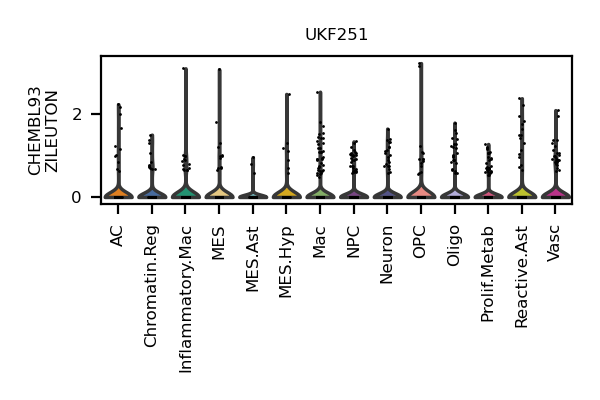 UKF251
CHEMBL93
ZILEUTON
2
0
AC
Chromatin.Reg
Inflammatory.Mac
MES
MES.Ast
MES.Hyp
Mac
NPC
Neuron
OPC
Oligo
Prolif.Metab
Reactive.Ast
Vasc